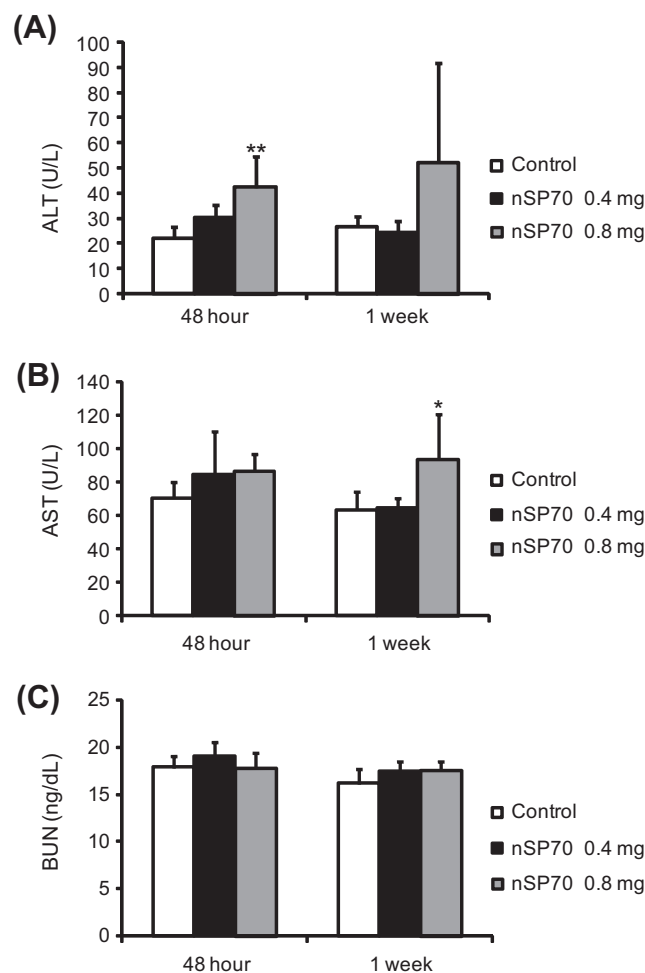 (A)
ALT (U/L)
100
90
80
70
60
50
40
30
20
10
0
**
48 hour
1 week
Control
nSP70 0.4 mg
nSP70 0.8 mg
(B)
AST (U/L)
140
120
100
80
60
40
20
0
*
48 hour
1 week
Control
nSP70 0.4 mg
nSP70 0.8 mg
(C)
BUN (ng/dL)
25
20
15
10
5
0
48 hour
1 week
Control
nSP70 0.4 mg
nSP70 0.8 mg